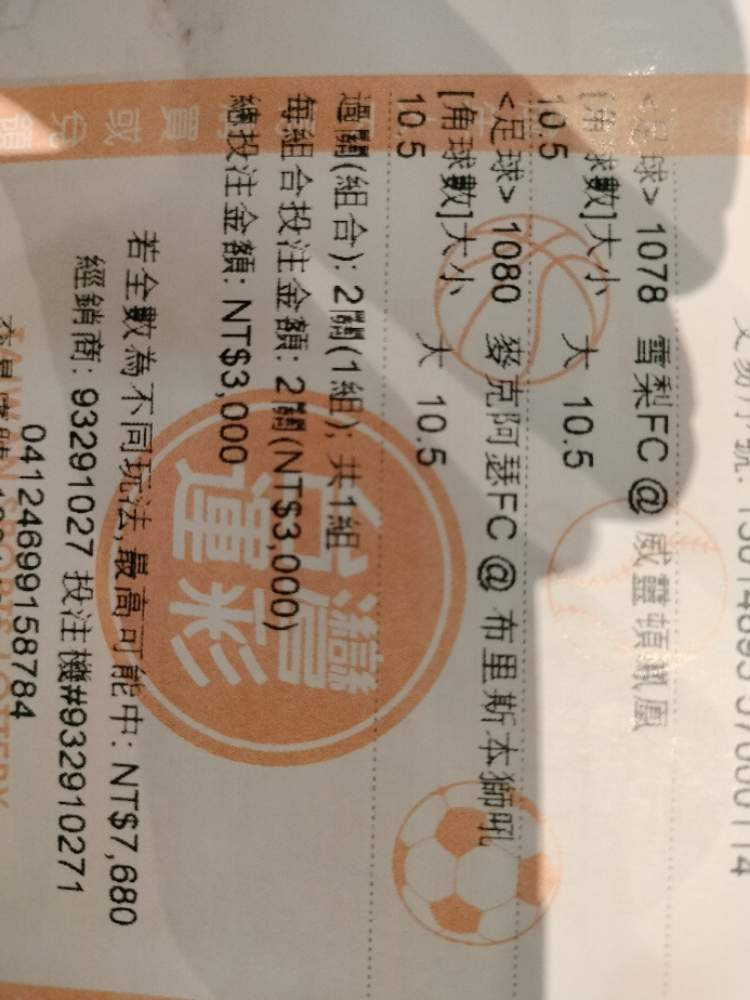 <足球> 1078 雪梨FC @ 威靈頓鳳凰
[角球數]大小 大 10.5
10.5
<足球> 1080 麥克阿瑟FC @ 布里斯本獅吼
[角球數]大小 大 10.5
10.5
過關(組合): 2關(1組); 共1組
每組合投注金額: 2關(NT$3,000)
總投注金額: NT$3,000
若全數為不同玩法,最高可能中: NT$7,680
經銷商: 93291027 投注機#932910271
04124699158784
台灣
運彩